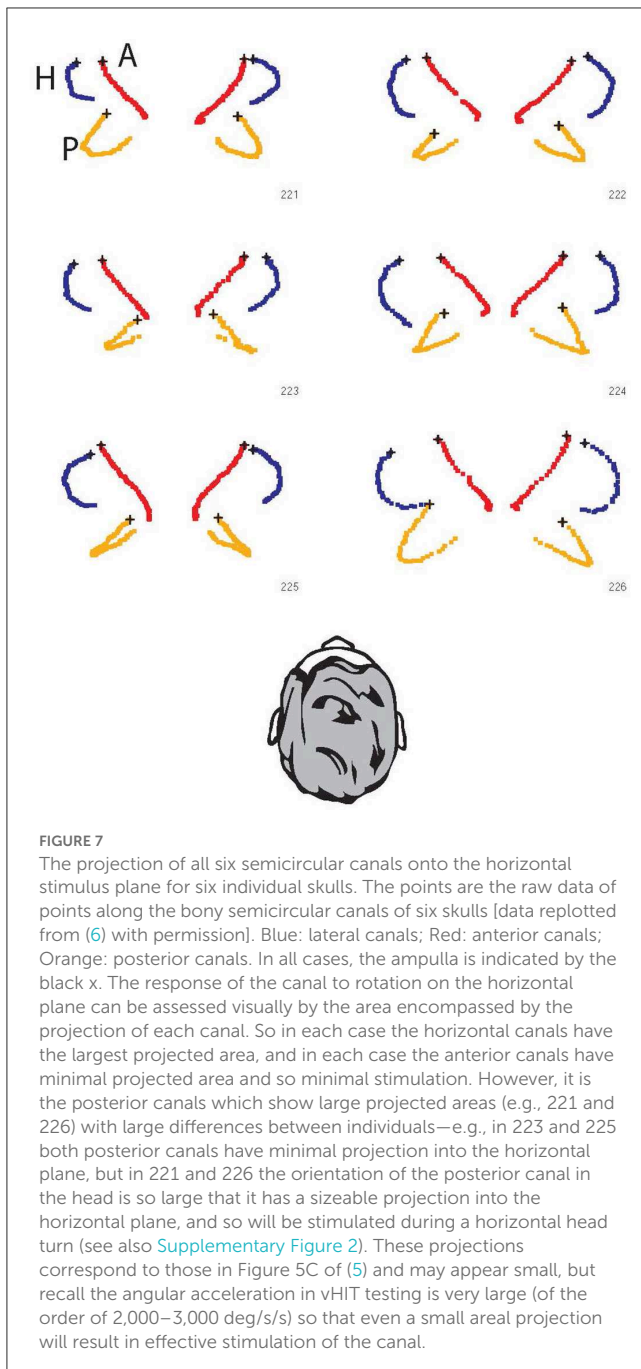 A
H
P
221
222
223
224
225
226
FIGURE 7
The projection of all six semicircular canals onto the horizontal
stimulus plane for six individual skulls. The points are the raw data of
points along the bony semicircular canals of six skulls [data replotted
from (6) with permission]. Blue: lateral canals; Red: anterior canals;
Orange: posterior canals. In all cases, the ampulla is indicated by the
black x. The response of the canal to rotation on the horizontal
plane can be assessed visually by the area encompassed by the
projection of each canal. So in each case the horizontal canals have
the largest projected area, and in each case the anterior canals have
minimal projected area and so minimal stimulation. However, it is
the posterior canals which show large projected areas (e.g., 221 and
226) with large differences between individuals—e.g., in 223 and 225
both posterior canals have minimal projection into the horizontal
plane, but in 221 and 226 the orientation of the posterior canal in
the head is so large that it has a sizeable projection into the
horizontal plane, and so will be stimulated during a horizontal head
turn (see also Supplementary Figure 2). These projections
correspond to those in Figure 5C of (5) and may appear small, but
recall the angular acceleration in vHIT testing is very large (of the
order of 2,000–3,000 deg/s/s) so that even a small areal projection
will result in effective stimulation of the canal.